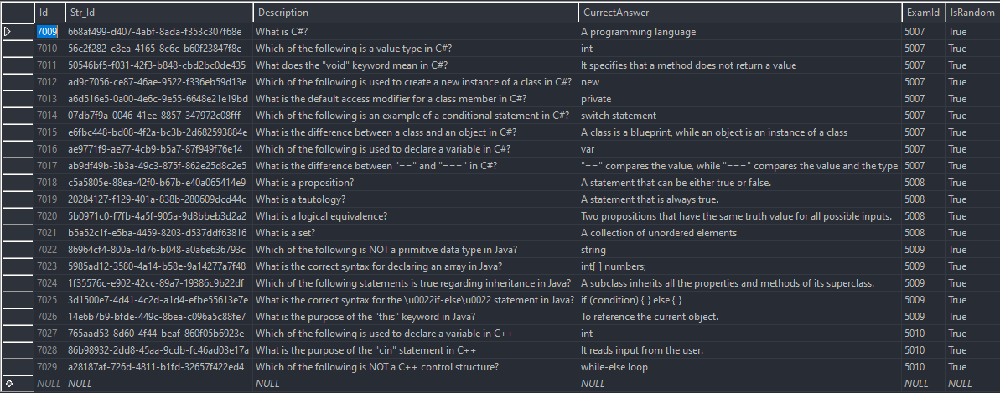 Id Str_Id Description CurrectAnswer ExamId IsRandom
7009 668af499-d407-4abf-8ada-f353c307f68e What is C#? A programming language 5007 True
7010 56c2f282-c8ea-4165-8c6c-b60f23847f8e Which of the following is a value type in C#? int 5007 True
7011 50546bf5-f031-42f3-b848-cbd2bc0de435 What does the "void" keyword mean in C#? It specifies that a method does not return a value 5007 True
7012 ad9c7056-ce87-46ae-9522-f336eb59d13e Which of the following is used to create a new instance of a class in C#? new 5007 True
7013 a6d516e5-0a00-4e6c-9e55-6648e21e19bd What is the default access modifier for a class member in C#? private 5007 True
7014 07db7f9a-0046-41ee-8857-347972c08fff Which of the following is an example of a conditional statement in C#? switch statement 5007 True
7015 e6fbc448-bd08-4f2a-bc3b-2d682593884e What is the difference between a class and an object in C#? A class is a blueprint, while an object is an instance of a class 5007 True
7016 ae9771f9-ae77-4cb9-b5a7-87f949f76e14 Which of the following is used to declare a variable in C#? var 5007 True
7017 ab9df49b-3b3a-49c3-875f-862e25d8c2e5 What is the difference between "==" and "===" in C#? "==" compares the value, while "===" compares the value and the type 5007 True
7018 c5a5805e-88ea-42f0-b67b-e40a065414e9 What is a proposition? A statement that can be either true or false. 5008 True
7019 20284127-f129-401a-838b-280609dcd44c What is a tautology? A statement that is always true. 5008 True
7020 5b0971c0-f7fb-4a5f-905a-9d8bbeb3d2a2 What is a logical equivalence? Two propositions that have the same truth value for all possible inputs. 5008 True
7021 b5a52c1f-e5ba-4459-8203-d537ddf63816 What is a set? A collection of unordered elements 5008 True
7022 86964cf4-800a-4d76-b048-a0a6e636793c Which of the following is NOT a primitive data type in Java? string 5009 True
7023 5985ad12-3580-4a14-b58e-9a14277a7f48 What is the correct syntax for declaring an array in Java? int[ ] numbers; 5009 True
7024 1f35576c-e902-42cc-89a7-19386c9b22df Which of the following statements is true regarding inheritance in Java? A subclass inherits all the properties and methods of its superclass. 5009 True
7025 3d1500e7-4d41-4c2d-a1d4-efbe55613e7e What is the correct syntax for the \u0022if-else\u0022 statement in Java? if (condition) { } else { } 5009 True
7026 14e6b7b9-bfde-449c-86ea-c096a5c88fe7 What is the purpose of the "this" keyword in Java? To reference the current object. 5009 True
7027 765aad53-8d60-4f44-beaf-860f05b6923e Which of the following is used to declare a variable in C++ int 5010 True
7028 86b98932-2dd8-45aa-9cdb-fc46ad03e17a What is the purpose of the "cin" statement in C++ It reads input from the user. 5010 True
7029 a28187af-726d-4811-b1fd-32657f422ed4 Which of the following is NOT a C++ control structure? while-else loop 5010 True
NULL NULL NULL NULL NULL NULL